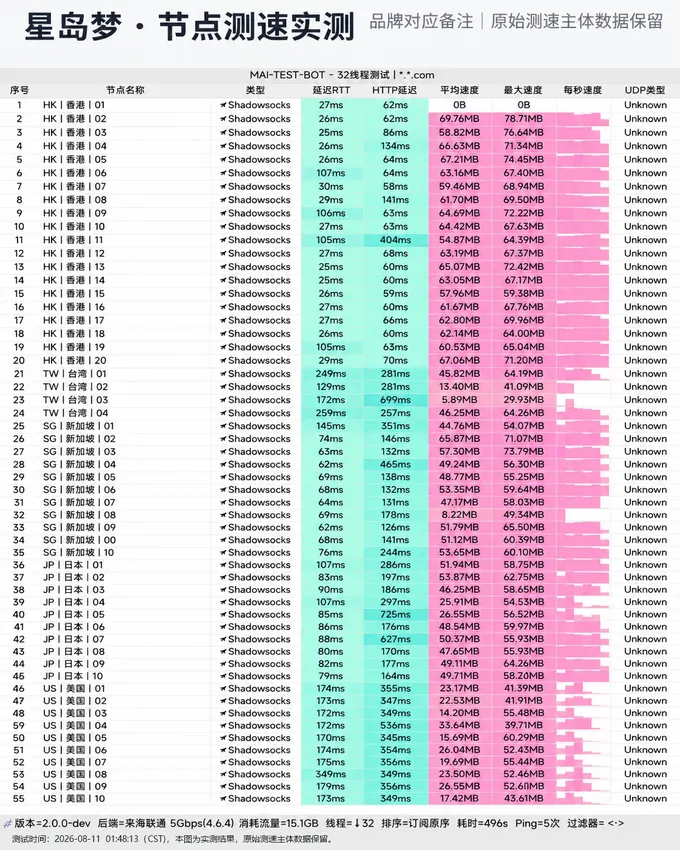 星岛梦·节点测速实测 品牌对应备注｜原始测速主体数据保留
MAI-TEST-BOT - 32线程测试 | *.*.com
序号 节点名称 类型 延迟RTT HTTP延迟 平均速度 最大速度 每秒速度 UDP类型
1 HK | 香港 | 01 Shadowsocks 27ms 62ms 0B 0B Unknown
2 HK | 香港 | 02 Shadowsocks 26ms 62ms 69.76MB 78.71MB Unknown
3 HK | 香港 | 03 Shadowsocks 25ms 86ms 58.82MB 76.64MB Unknown
4 HK | 香港 | 04 Shadowsocks 26ms 134ms 66.63MB 71.34MB Unknown
5 HK | 香港 | 05 Shadowsocks 26ms 64ms 67.21MB 74.45MB Unknown
6 HK | 香港 | 06 Shadowsocks 107ms 64ms 63.16MB 67.40MB Unknown
7 HK | 香港 | 07 Shadowsocks 30ms 58ms 59.46MB 68.94MB Unknown
8 HK | 香港 | 08 Shadowsocks 29ms 141ms 61.70MB 69.50MB Unknown
9 HK | 香港 | 09 Shadowsocks 106ms 63ms 64.69MB 72.22MB Unknown
10 HK | 香港 | 10 Shadowsocks 27ms 63ms 64.42MB 67.63MB Unknown
11 HK | 香港 | 11 Shadowsocks 105ms 404ms 54.87MB 64.39MB Unknown
12 HK | 香港 | 12 Shadowsocks 27ms 68ms 63.19MB 67.37MB Unknown
13 HK | 香港 | 13 Shadowsocks 25ms 60ms 65.07MB 72.42MB Unknown
14 HK | 香港 | 14 Shadowsocks 25ms 60ms 63.05MB 67.17MB Unknown
15 HK | 香港 | 15 Shadowsocks 26ms 59ms 57.96MB 59.38MB Unknown
16 HK | 香港 | 16 Shadowsocks 27ms 60ms 61.67MB 67.76MB Unknown
17 HK | 香港 | 17 Shadowsocks 27ms 66ms 62.80MB 69.96MB Unknown
18 HK | 香港 | 18 Shadowsocks 26ms 60ms 62.14MB 64.00MB Unknown
19 HK | 香港 | 19 Shadowsocks 105ms 63ms 60.53MB 65.04MB Unknown
20 HK | 香港 | 20 Shadowsocks 29ms 70ms 67.06MB 71.20MB Unknown
21 TW | 台湾 | 01 Shadowsocks 249ms 281ms 45.82MB 64.19MB Unknown
22 TW | 台湾 | 02 Shadowsocks 129ms 281ms 13.40MB 41.09MB Unknown
23 TW | 台湾 | 03 Shadowsocks 172ms 699ms 5.89MB 29.93MB Unknown
24 TW | 台湾 | 04 Shadowsocks 259ms 257ms 46.25MB 64.26MB Unknown
25 SG | 新加坡 | 01 Shadowsocks 145ms 351ms 44.76MB 54.07MB Unknown
26 SG | 新加坡 | 02 Shadowsocks 74ms 146ms 65.87MB 71.07MB Unknown
27 SG | 新加坡 | 03 Shadowsocks 63ms 132ms 57.30MB 73.79MB Unknown
28 SG | 新加坡 | 04 Shadowsocks 62ms 465ms 49.24MB 56.30MB Unknown
29 SG | 新加坡 | 05 Shadowsocks 69ms 138ms 48.77MB 55.25MB Unknown
30 SG | 新加坡 | 06 Shadowsocks 68ms 132ms 53.35MB 59.64MB Unknown
31 SG | 新加坡 | 07 Shadowsocks 64ms 131ms 47.17MB 58.03MB Unknown
32 SG | 新加坡 | 08 Shadowsocks 69ms 178ms 8.22MB 49.34MB Unknown
33 SG | 新加坡 | 09 Shadowsocks 62ms 126ms 51.79MB 65.50MB Unknown
34 SG | 新加坡 | 00 Shadowsocks 68ms 141ms 51.12MB 60.39MB Unknown
35 SG | 新加坡 | 10 Shadowsocks 76ms 244ms 53.65MB 60.10MB Unknown
36 JP | 日本 | 01 Shadowsocks 107ms 286ms 51.94MB 58.75MB Unknown
37 JP | 日本 | 02 Shadowsocks 83ms 197ms 53.87MB 62.75MB Unknown
38 JP | 日本 | 03 Shadowsocks 90ms 186ms 46.25MB 58.65MB Unknown
39 JP | 日本 | 04 Shadowsocks 107ms 297ms 25.91MB 54.53MB Unknown
40 JP | 日本 | 05 Shadowsocks 85ms 725ms 26.55MB 56.52MB Unknown
41 JP | 日本 | 06 Shadowsocks 86ms 176ms 48.54MB 59.97MB Unknown
42 JP | 日本 | 07 Shadowsocks 88ms 627ms 50.37MB 55.93MB Unknown
43 JP | 日本 | 08 Shadowsocks 80ms 170ms 47.65MB 55.93MB Unknown
44 JP | 日本 | 09 Shadowsocks 82ms 177ms 49.11MB 64.26MB Unknown
45 JP | 日本 | 10 Shadowsocks 79ms 164ms 49.71MB 58.20MB Unknown
46 US | 美国 | 01 Shadowsocks 174ms 355ms 23.17MB 41.39MB Unknown
47 US | 美国 | 02 Shadowsocks 173ms 347ms 22.53MB 41.91MB Unknown
48 US | 美国 | 03 Shadowsocks 172ms 349ms 14.20MB 55.48MB Unknown
59 US | 美国 | 04 Shadowsocks 172ms 536ms 33.64MB 39.71MB Unknown
50 US | 美国 | 05 Shadowsocks 170ms 345ms 15.69MB 60.29MB Unknown
51 US | 美国 | 06 Shadowsocks 174ms 354ms 26.04MB 52.43MB Unknown
52 US | 美国 | 07 Shadowsocks 175ms 356ms 19.69MB 55.44MB Unknown
53 US | 美国 | 08 Shadowsocks 349ms 349ms 23.50MB 52.46MB Unknown
54 US | 美国 | 09 Shadowsocks 179ms 356ms 26.55MB 52.60MB Unknown
55 US | 美国 | 10 Shadowsocks 173ms 349ms 17.42MB 43.61MB Unknown
# 版本=2.0.0-dev 后端=来海联通 5Gbps(4.6.4) 消耗流量=15.1GB 线程=↓32 排序=订阅原序 耗时=496s Ping=5次 过滤器= <·>
测试时间：2026-08-11 01:48:13（CST)，本图为实测结果，原始测速主体数据保留。